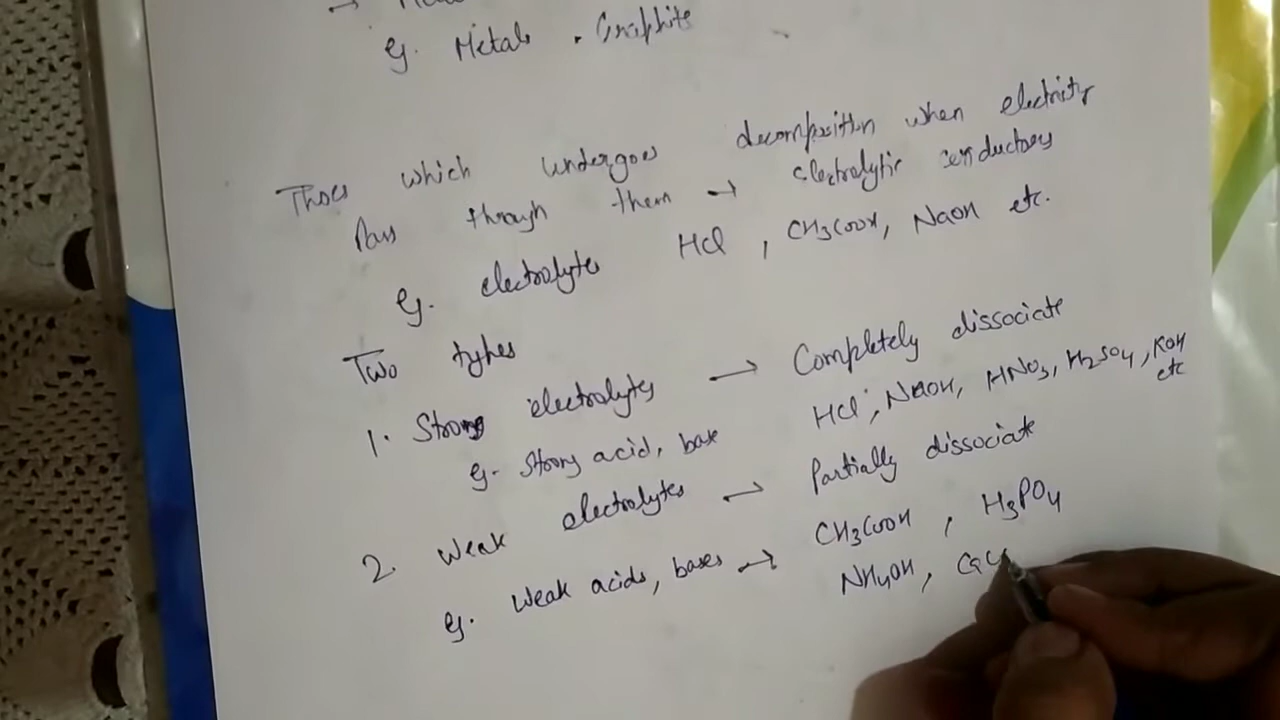 →
eg. Metals, Graphite
Thoes which undergoes decomposition when electricity
Pass through them → electrolytic conductors
eg. electrolytes HCl, CH3COOH, NaOH etc.
Two types
1. Strong electrolytes → Completely dissociate
eg- Strong acid, base HCl, NaOH, HNO3, H2SO4, KOH
etc
2. Weak electrolytes → Partially dissociate
eg. Weak acids, bases → CH3COOH, H3PO4
NH4OH,